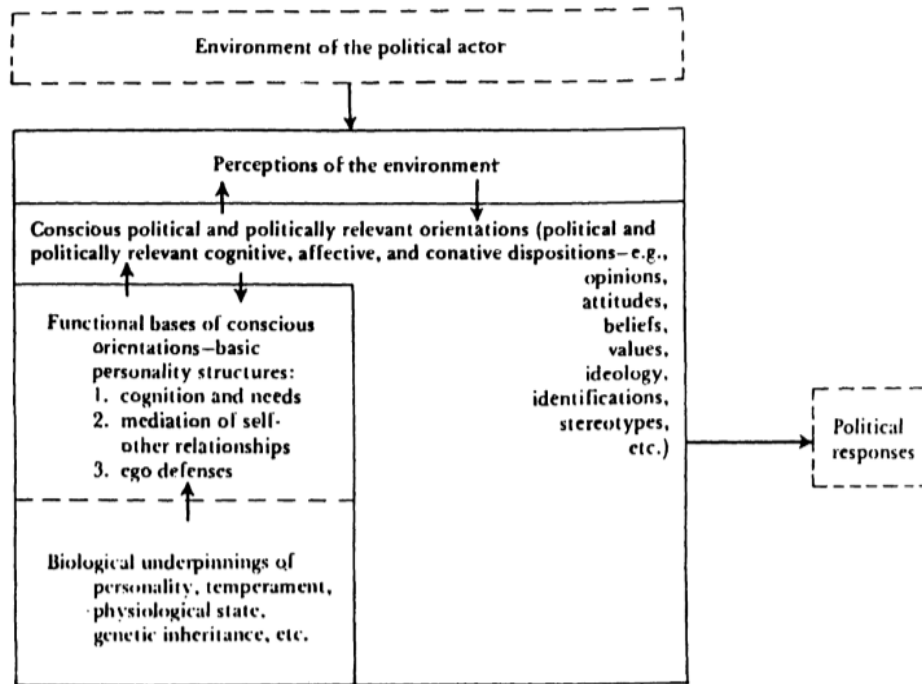 Environment of the political actor
Perceptions of the environment
Conscious political and politically relevant orientations (political and
politically relevant cognitive, affective, and conative dispositions—e.g.,
opinions,
attitudes,
beliefs,
values,
ideology,
identifications,
stereotypes,
etc.)
Functional bases of conscious
orientations—basic
personality structures:
1. cognition and needs
2. mediation of self-
other relationships
3. ego defenses
Biological underpinnings of
personality, temperament,
physiological state,
genetic inheritance, etc.
Political
responses